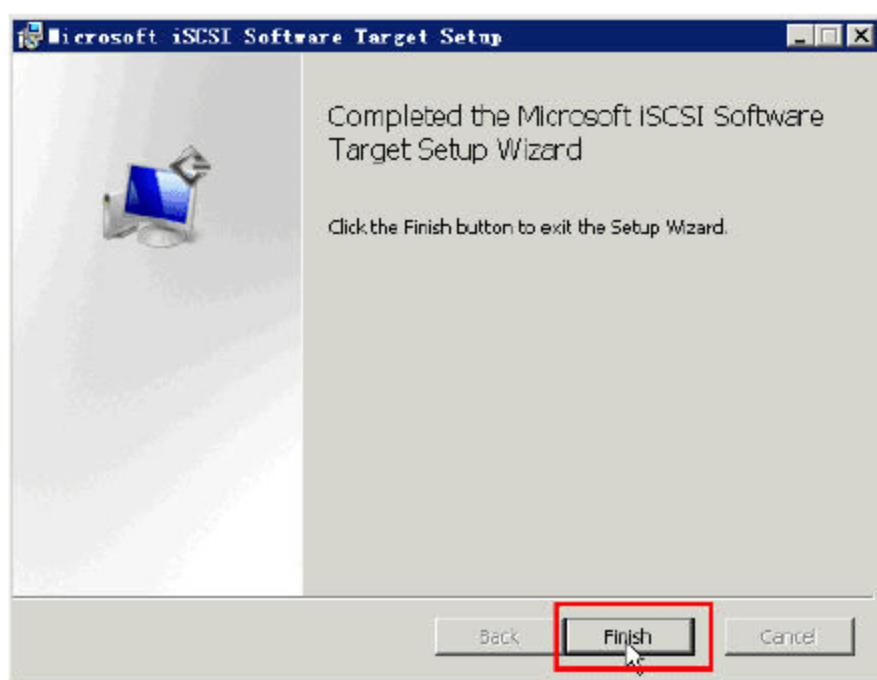 Microsoft iSCSI Software Target Setup
Completed the Microsoft iSCSI Software
Target Setup Wizard
Click the Finish button to exit the Setup Wizard.
Back
Finish
Cancel